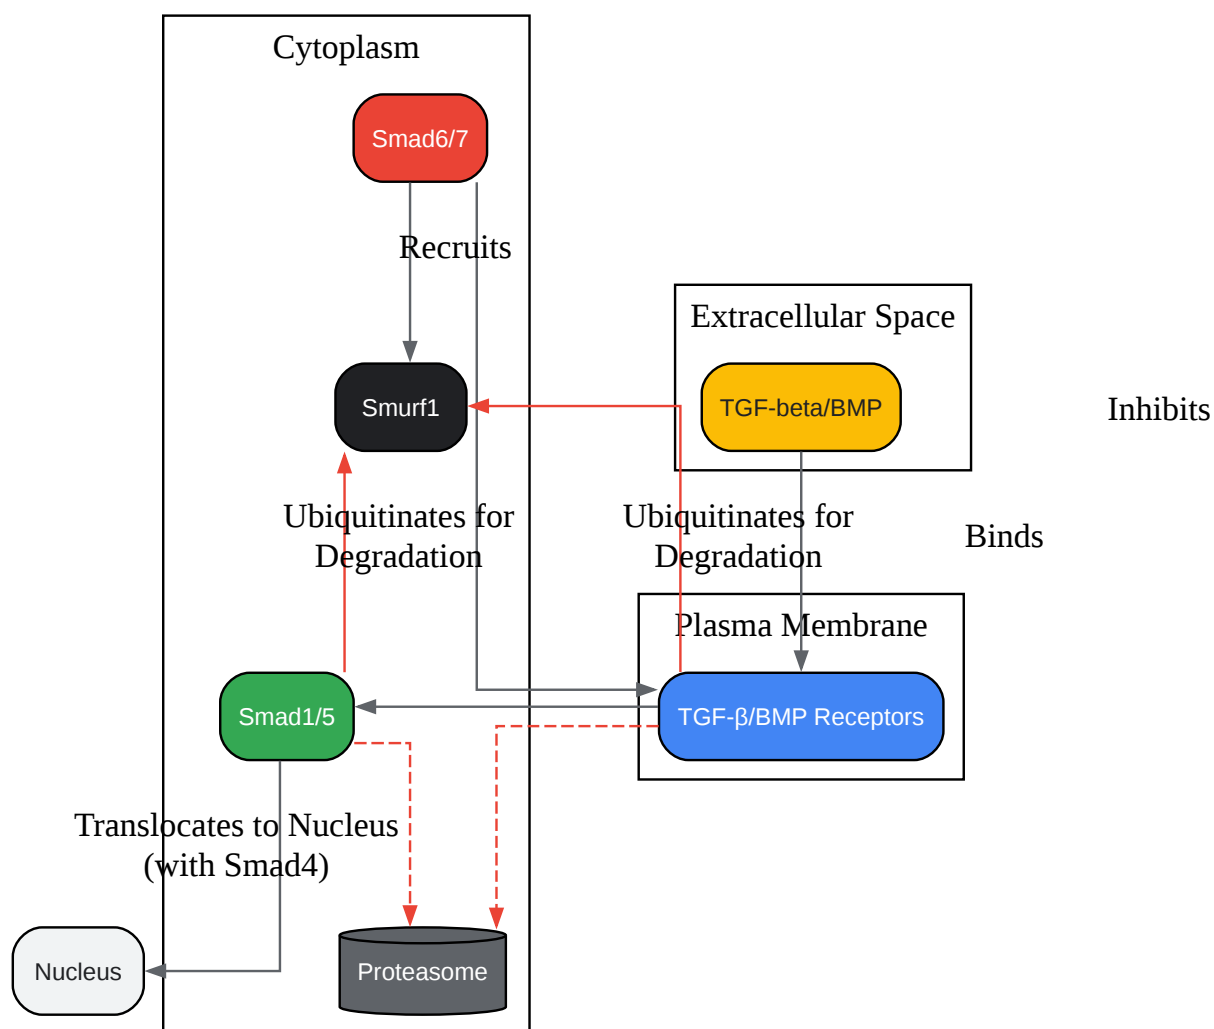 Cytoplasm
Smad6/7
Recruits
Extracellular Space
Smurf1
TGF-beta/BMP
Inhibits
Ubiquitinates for
Degradation
Ubiquitinates for
Degradation
Binds
Plasma Membrane
Smad1/5
TGF-β/BMP Receptors
Translocates to Nucleus
(with Smad4)
Nucleus
Proteasome